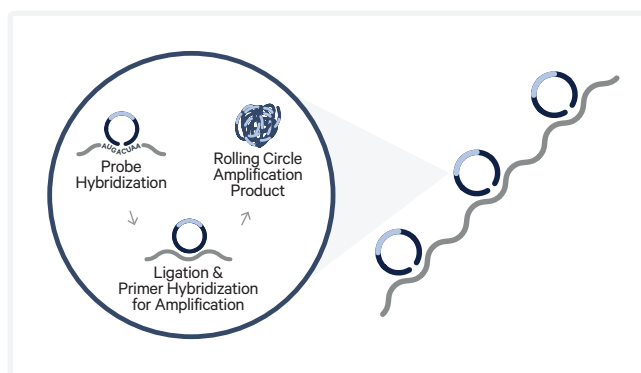 AUGACUAA
Probe
Hybridization
Rolling Circle
Amplification
Product
Ligation &
Primer Hybridization
for Amplification